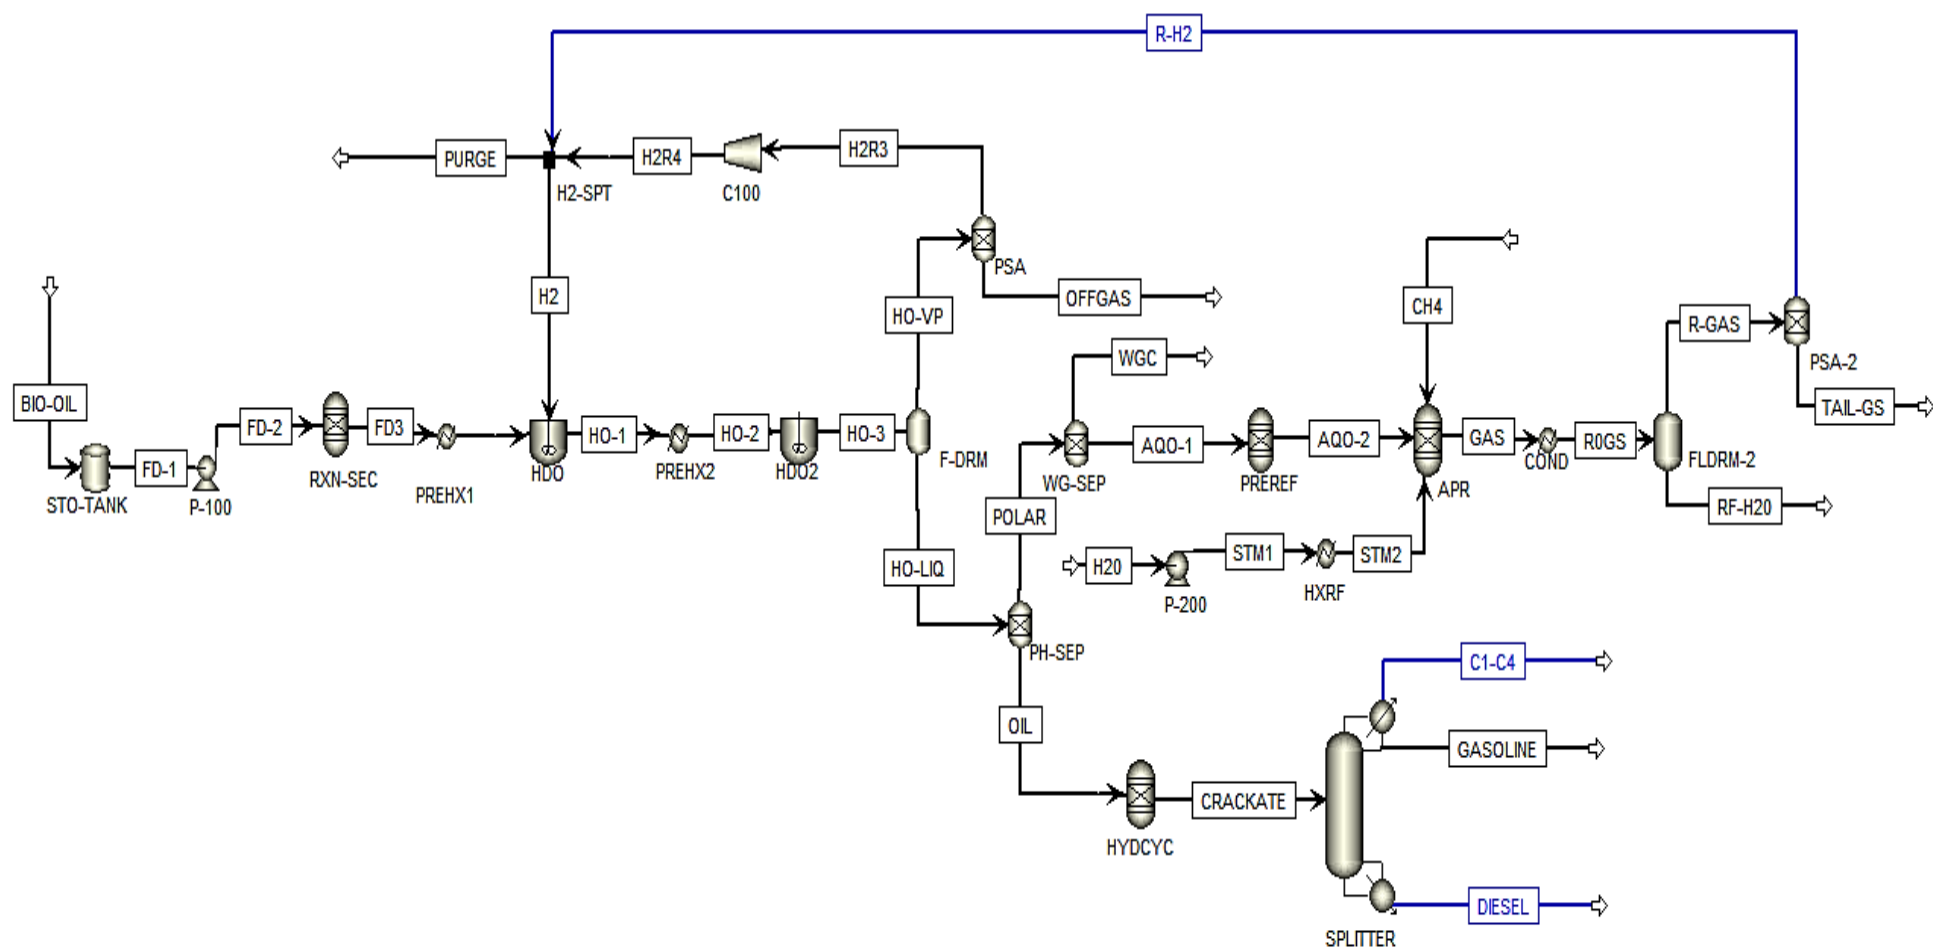 R-H2
PURGE
H2R4
H2R3
H2-SPT
C100
PSA
H2
OFFGAS
HO-VP
CH4
R-GAS
PSA-2
WGC
TAIL-GS
BIO-OIL
FD-2
FD3
HO-1
HO-2
HO-3
AQO-1
AQO-2
GAS
R0GS
FD-1
STO-TANK
P-100
RXN-SEC
PREHX1
HDO
PREHX2
HDO2
F-DRM
WG-SEP
PREREF
APR
COND
FLDRM-2
POLAR
RF-H20
HO-LIQ
H20
STM1
STM2
P-200
HXRF
PH-SEP
C1-C4
OIL
GASOLINE
CRACKATE
HYDCYC
DIESEL
SPLITTER